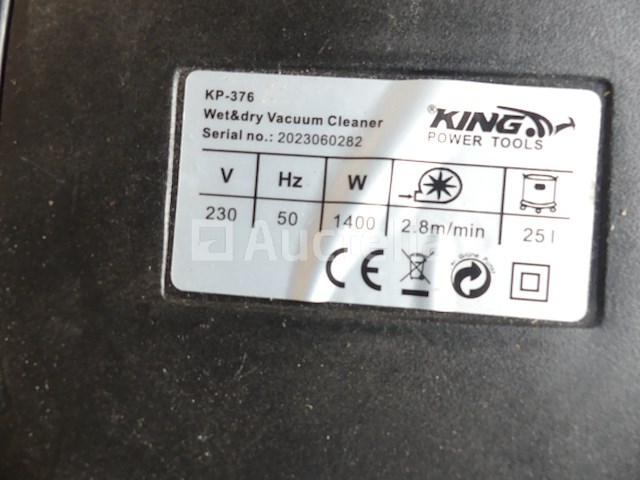 KP-376
Wet&dry Vacuum Cleaner
Serial no.: 2023060282
®KING
POWER TOOLS
V Hz W
230 50 1400 2.8m/min 25 l
CE